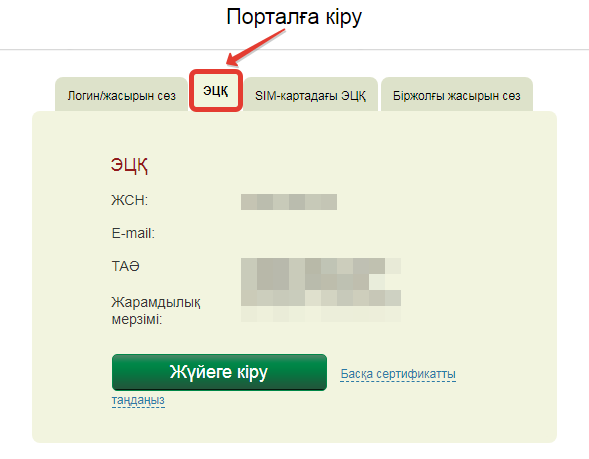 Порталға кіру
Логин/жасырын сөз
ЭЦҚ
SIM-картадағы ЭЦҚ
Біржолғы жасырын сөз
ЭЦҚ
ЖСН:
E-mail:
ТАӘ
Жарамдылық
мерзімі:
Жүйеге кіру
Басқа сертификатты
таңдаңыз